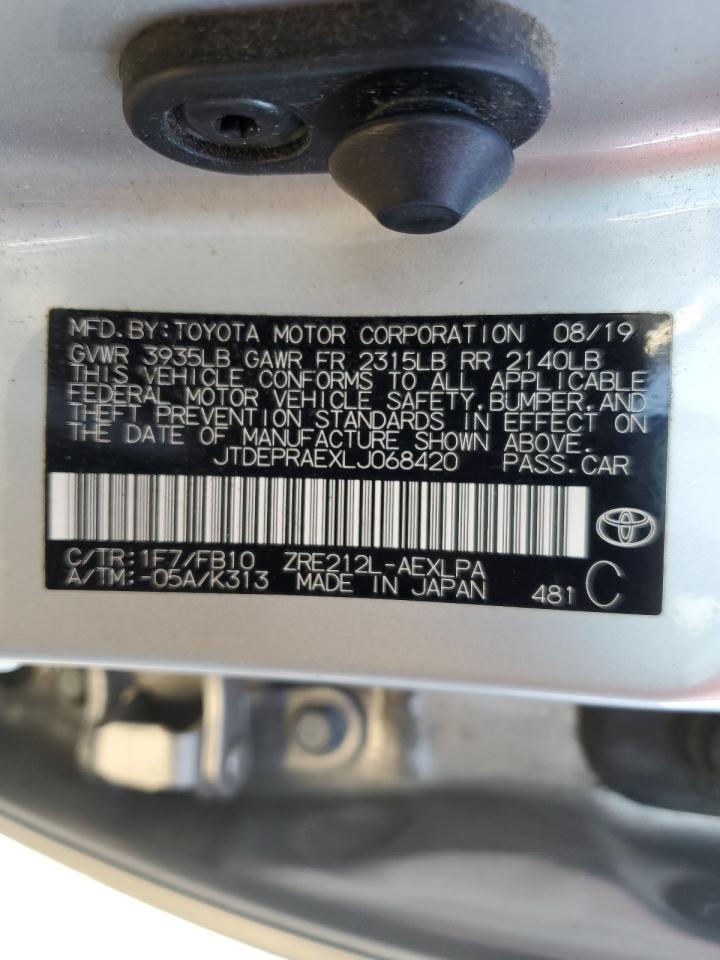 MFD.BY:TOYOTA MOTOR CORPORATION 08/19
GVWR 3935LB GAWR FR 2315LB RR 2140LB
THIS VEHICLE CONFORMS TO ALL APPLICABLE
FEDERAL MOTOR VEHICLE SAFETY,BUMPER,AND
THEFT PREVENTION STANDARDS IN EFFECT ON
THE DATE OF MANUFACTURE SHOWN ABOVE.
JTDEPRAEXLJ068420 PASS.CAR
C/TR:1F7/FB10 ZRE212L-AEXLPA
A/TM:-05A/K313 MADE IN JAPAN 481 C